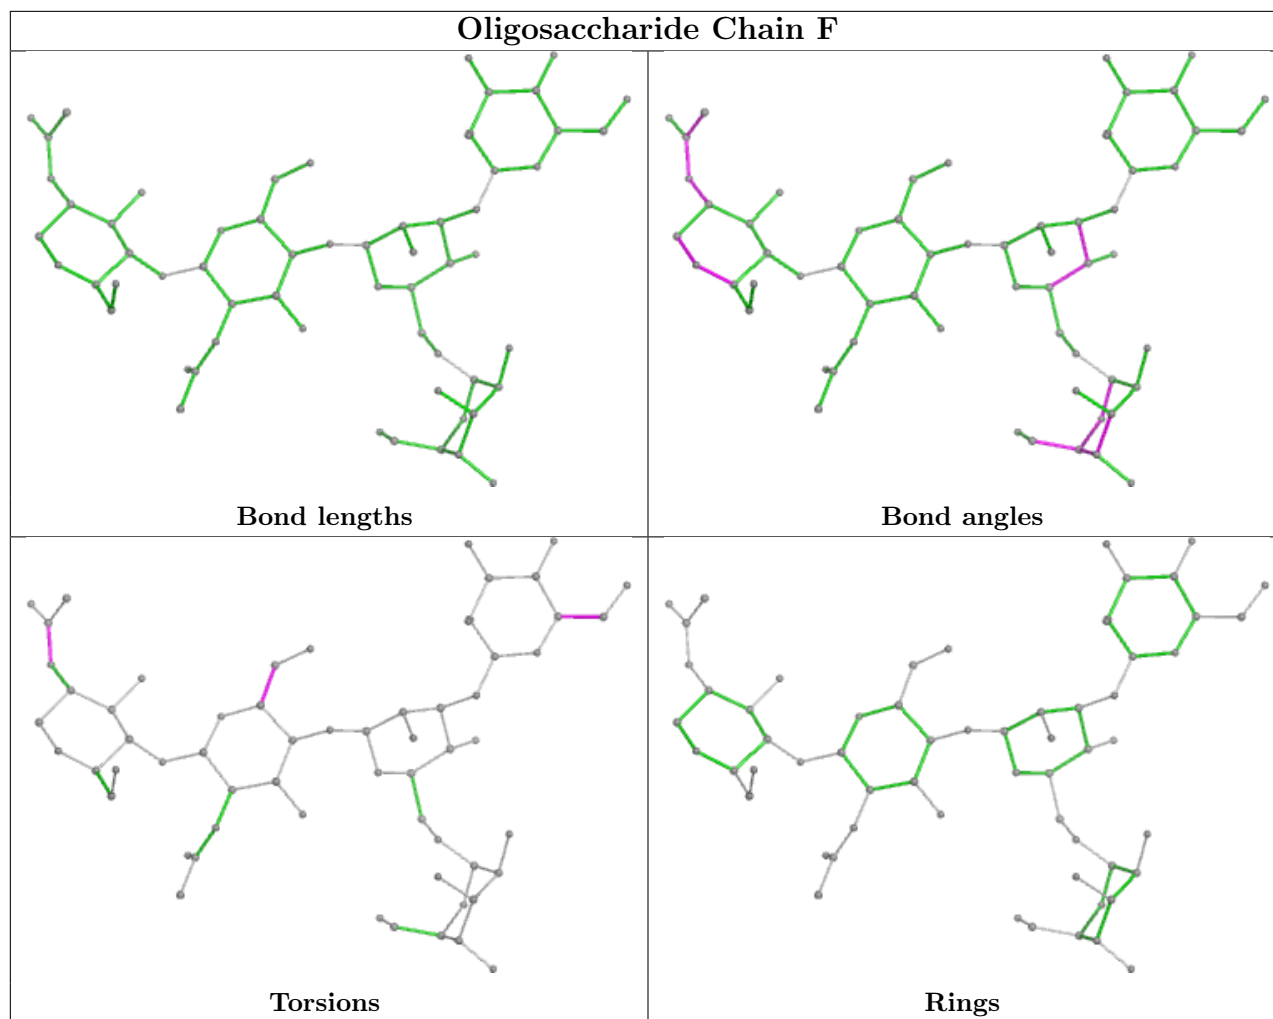 Oligosaccharide Chain F
Bond lengths
Bond angles
Torsions
Rings